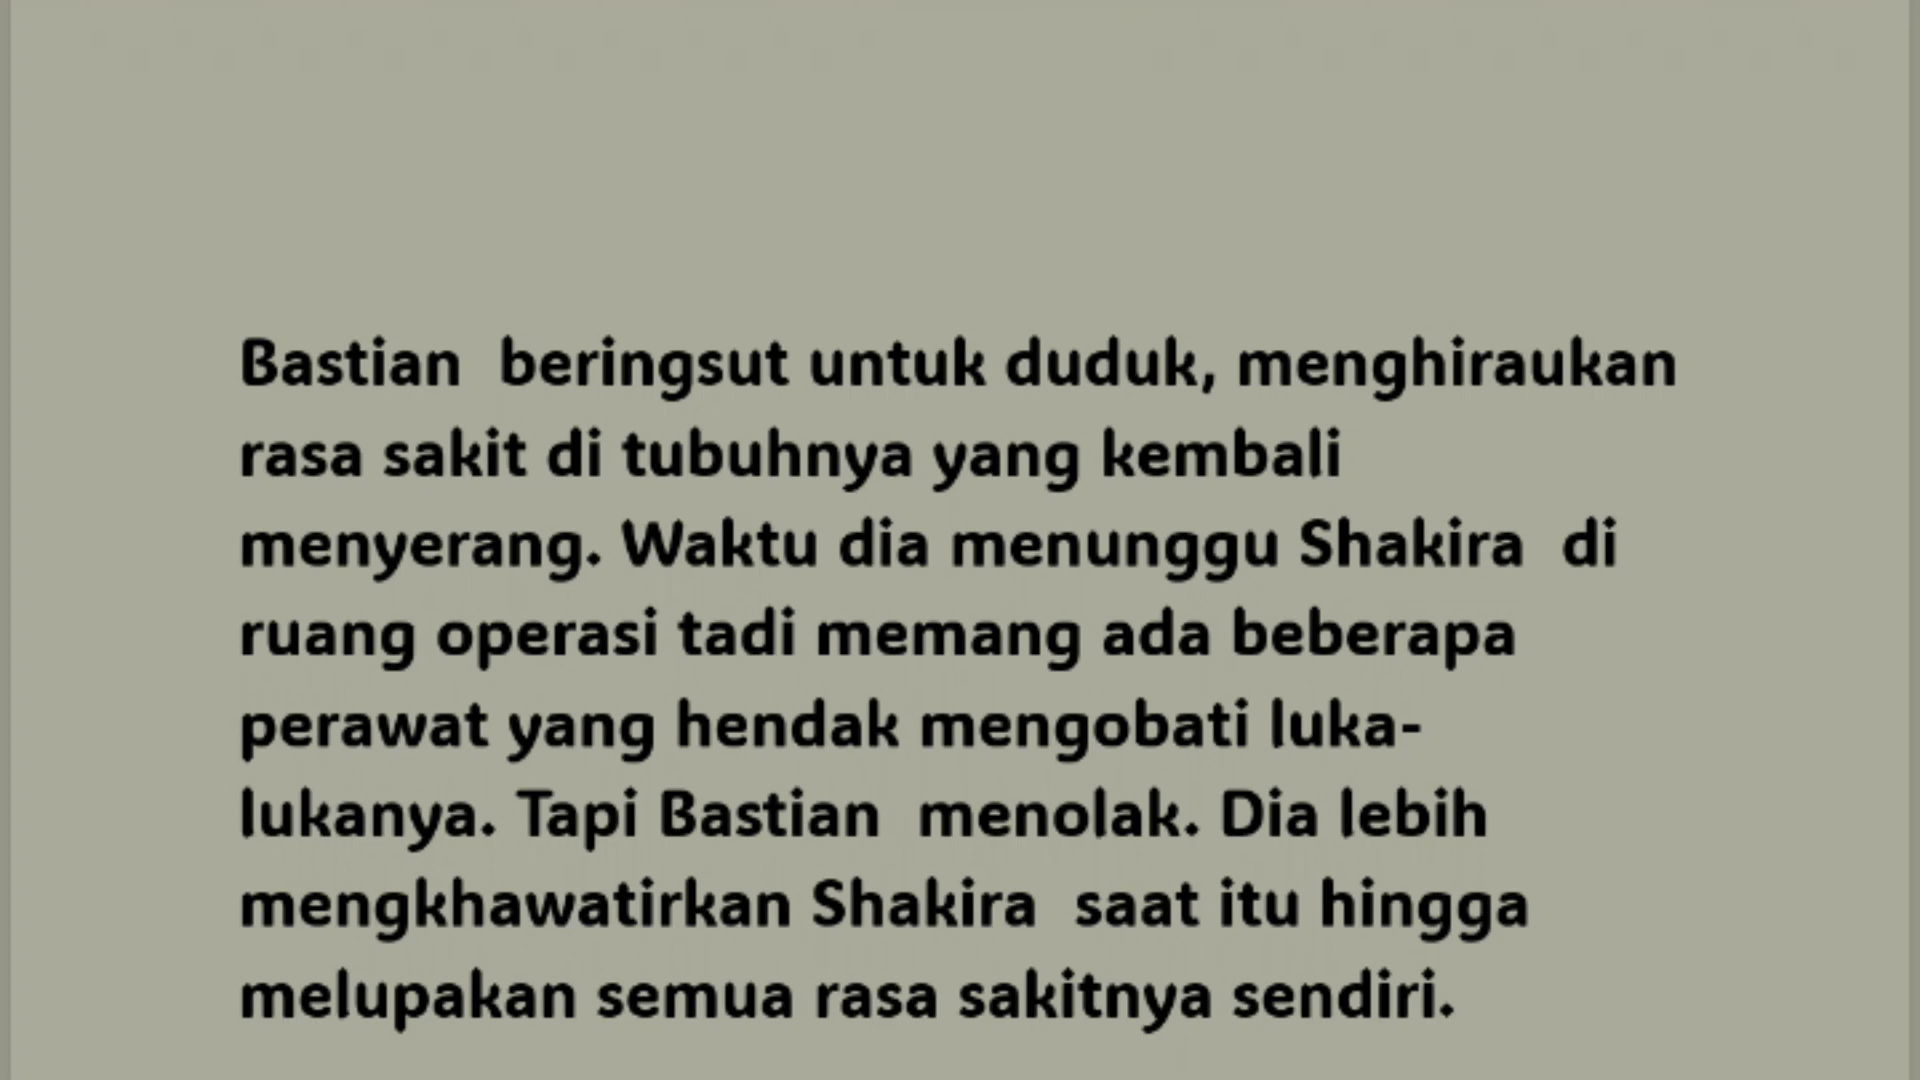 Bastian  beringsut untuk duduk, menghiraukan
rasa sakit di tubuhnya yang kembali
menyerang. Waktu dia menunggu Shakira  di
ruang operasi tadi memang ada beberapa
perawat yang hendak mengobati luka-
lukanya. Tapi Bastian  menolak. Dia lebih
mengkhawatirkan Shakira  saat itu hingga
melupakan semua rasa sakitnya sendiri.